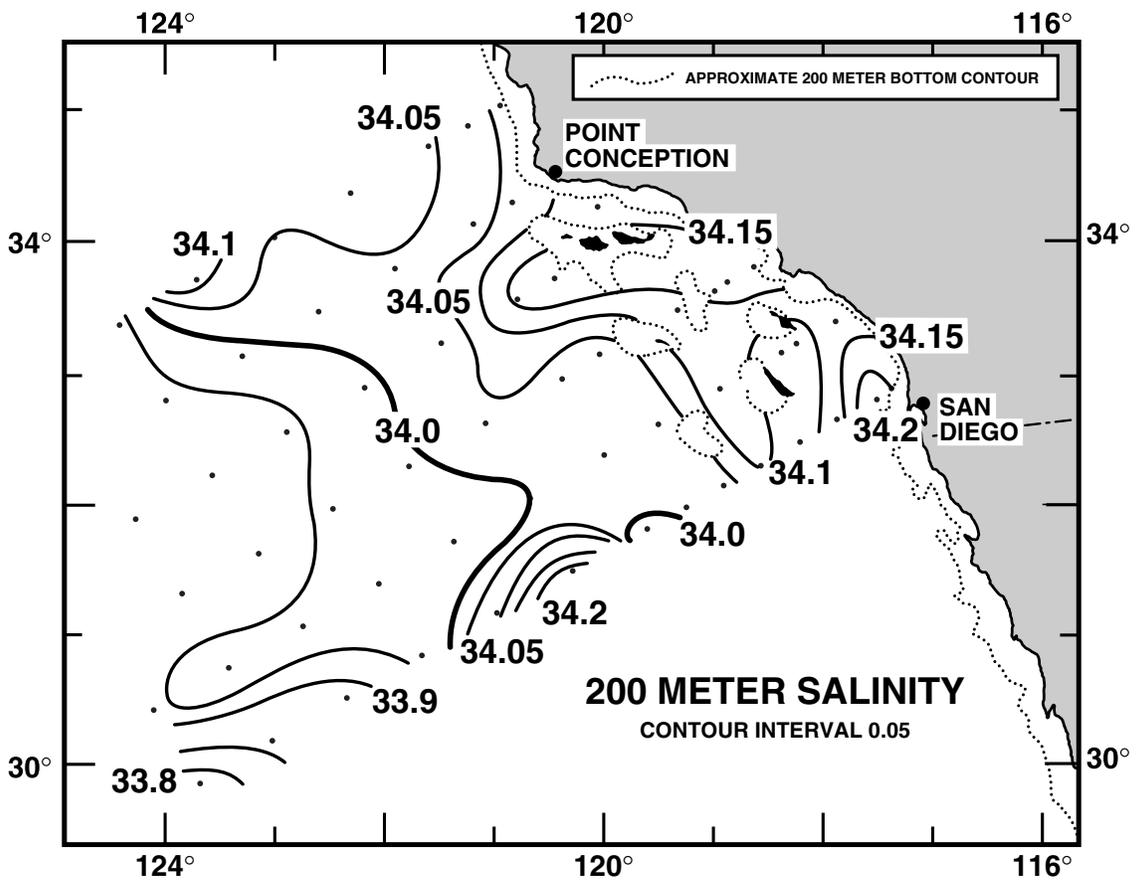 124° 120° 116°
APPROXIMATE 200 METER BOTTOM CONTOUR
34.05
POINT
CONCEPTION
34° 34.1 34.15 34°
34.05
34.15
SAN
DIEGO
34.0 34.2
34.1
34.0
34.2
34.05
33.9
200 METER SALINITY
CONTOUR INTERVAL 0.05
30° 33.8 30°
124° 120° 116°